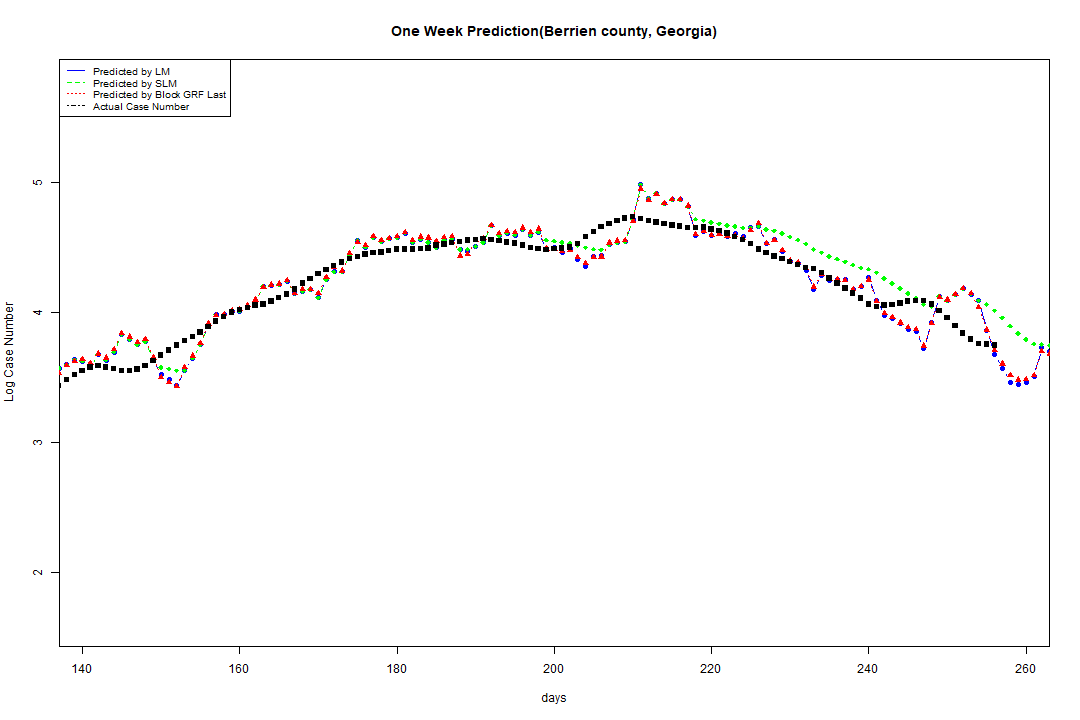 One Week Prediction(Berrien county, Georgia)
Predicted by LM
Predicted by SLM
Predicted by Block GRF Last
Actual Case Number
Log Case Number
5
4
3
2
140 160 180 200 220 240 260
days